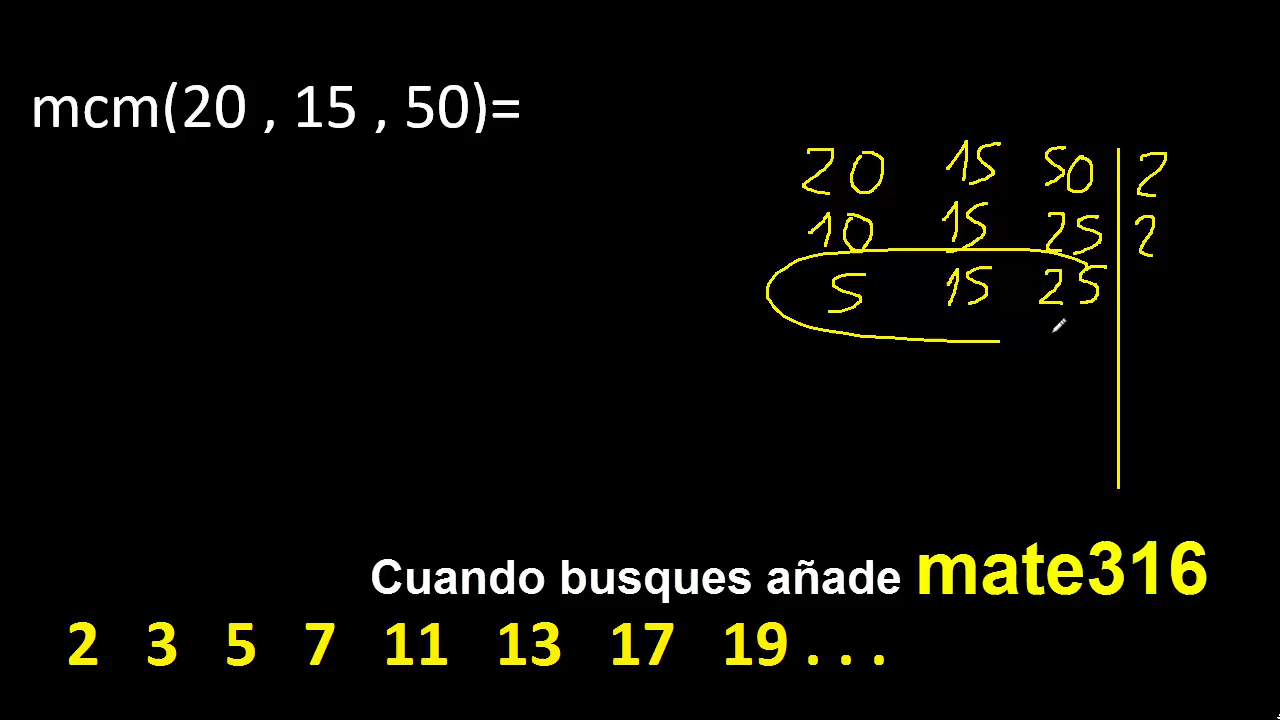 mcm(20 , 15 , 50)=
20 15 50 2
10 15 25 2
5 15 25
Cuando busques añade mate316
2 3 5 7 11 13 17 19 . . .